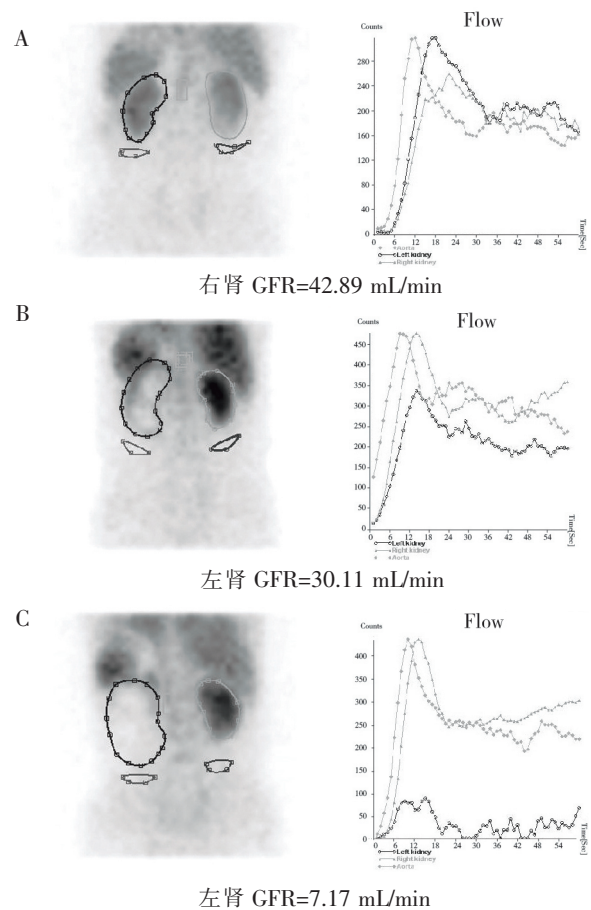 A
Flow
Counts
280
240
200
160
120
80
40
0
0 6 12 18 24 30 36 42 48 54
Time[Sec]
Aorta
Left kidney
Right kidney
右肾 GFR=42.89 mL/min
B
Flow
Counts
450
400
350
300
250
200
150
100
50
0
0 6 12 18 24 30 36 42 48 54
Time[Sec]
Left kidney
Right kidney
Aorta
左肾 GFR=30.11 mL/min
C
Flow
Counts
400
350
300
250
200
150
100
50
0
0 6 12 18 24 30 36 42 48 54
Time[Sec]
Left kidney
Right kidney
Aorta
左肾 GFR=7.17 mL/min